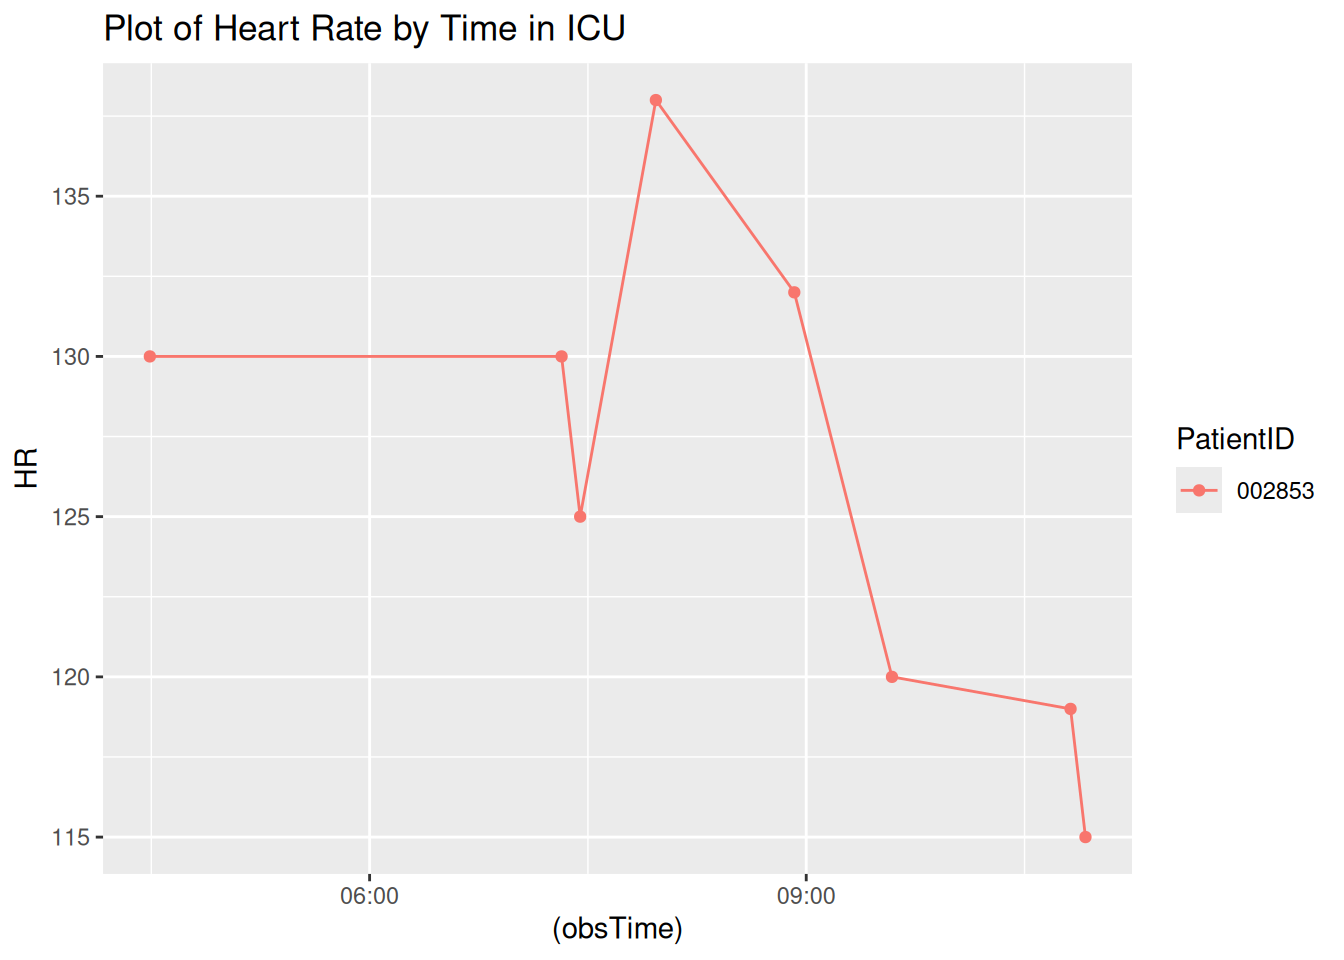 Plot of Heart Rate by Time in ICU
HR
135
130
125
120
115
06:00 09:00
(obsTime)
PatientID
002853